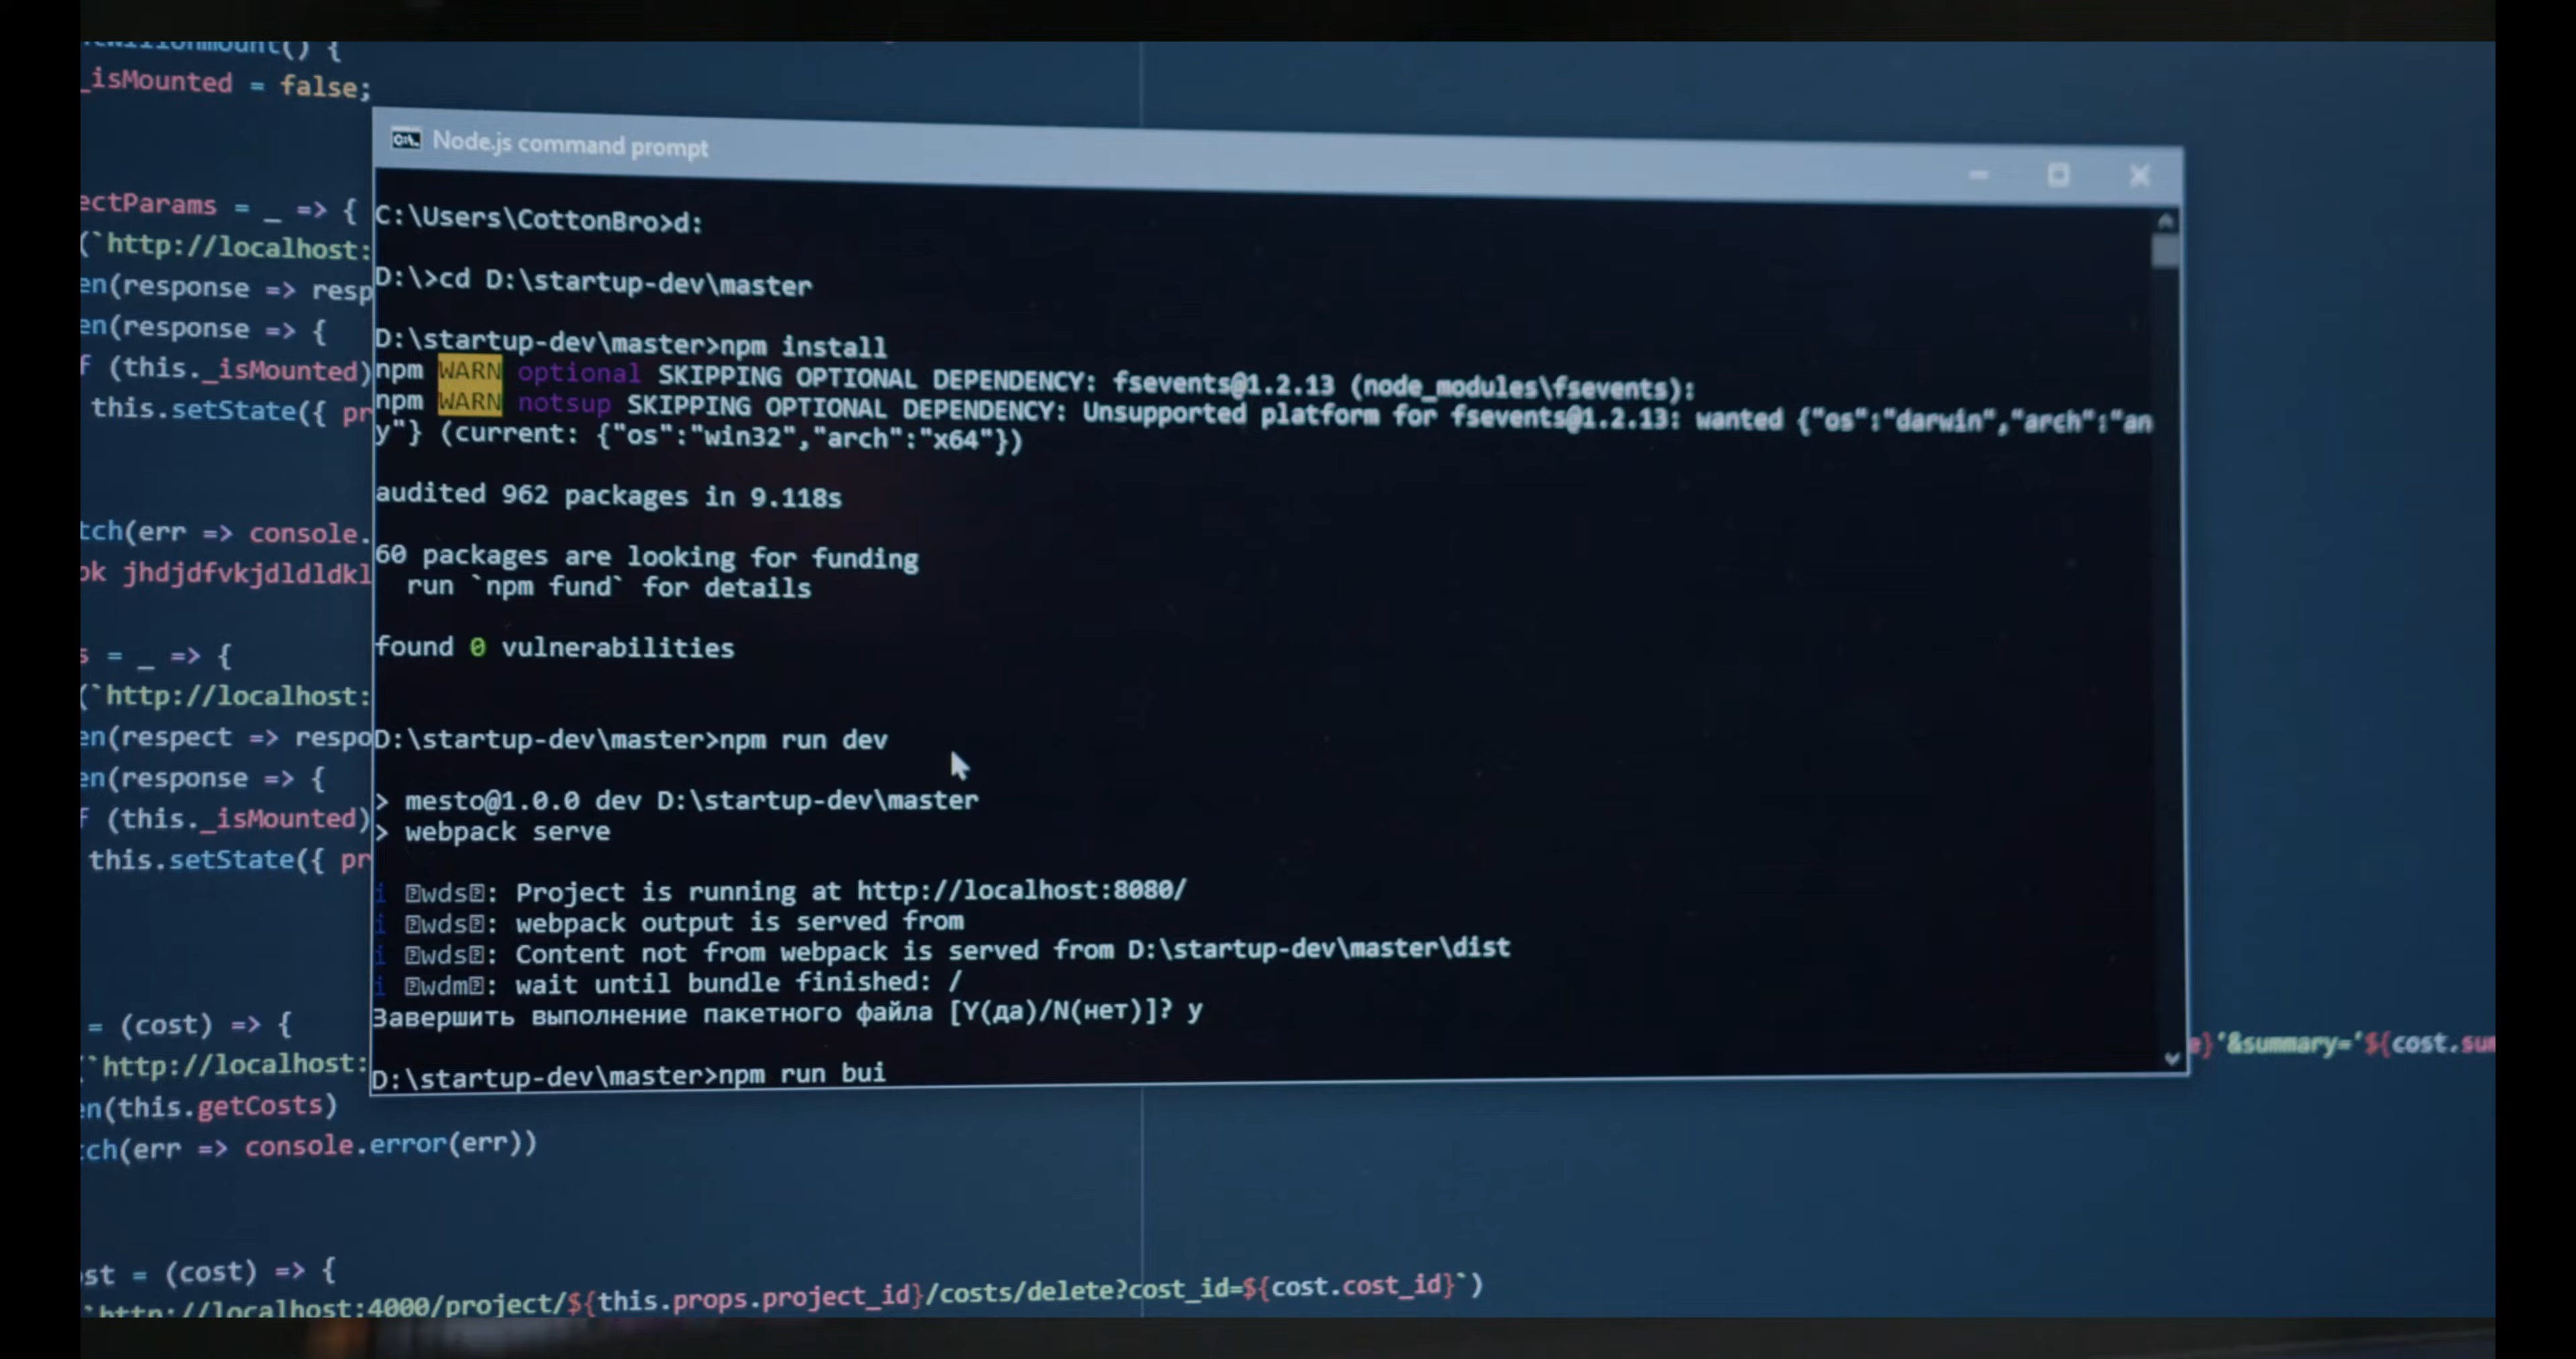 _isMounted = false;
Node.js command prompt
C:\Users\CottonBro>d:
D:\>cd D:\startup-dev\master
D:\startup-dev\master>npm install
npm WARN optional SKIPPING OPTIONAL DEPENDENCY: fsevents@1.2.13 (node_modules\fsevents):
npm WARN notsup SKIPPING OPTIONAL DEPENDENCY: Unsupported platform for fsevents@1.2.13: wanted {"os":"darwin","arch":"an
y"} (current: {"os":"win32","arch":"x64"})
audited 962 packages in 9.118s
60 packages are looking for funding
run `npm fund` for details
found 0 vulnerabilities
D:\startup-dev\master>npm run dev
> mesto@1.0.0 dev D:\startup-dev\master
> webpack serve
i ⍰wds⍰: Project is running at http://localhost:8080/
i ⍰wds⍰: webpack output is served from
i ⍰wds⍰: Content not from webpack is served from D:\startup-dev\master\dist
i ⍰wdm⍰: wait until bundle finished: /
Завершить выполнение пакетного файла [Y(да)/N(нет)]? y
D:\startup-dev\master>npm run bui
ectParams = _ => {
(`http://localhost:
en(response => resp
en(response => {
f (this._isMounted)
this.setState({ pr
tch(err => console.
ok jhdjdfvkjdldldkl
s = _ => {
(`http://localhost:
en(respect => respo
en(response => {
f (this._isMounted)
this.setState({ pr
= (cost) => {
(`http://localhost:
e}'&summary='${cost.sum
en(this.getCosts)
tch(err => console.error(err))
ost = (cost) => {
`http://localhost:4000/project/${this.props.project_id}/costs/delete?cost_id=${cost.cost_id}`)